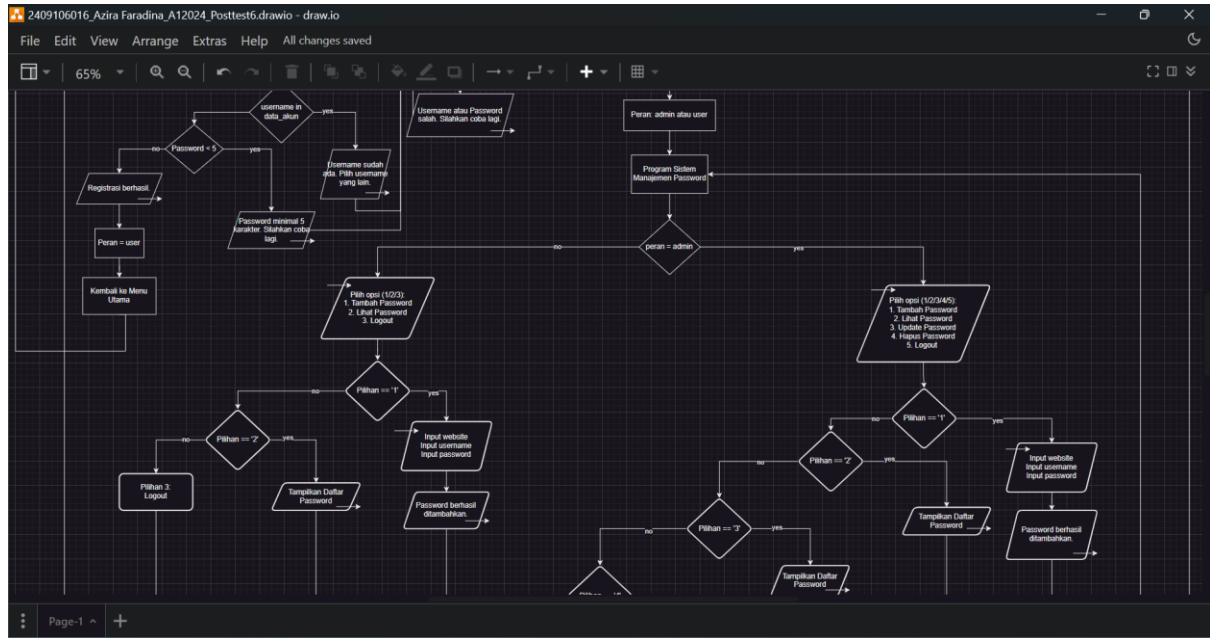 2409106016_Azira Faradina_A12024_Posttest6.drawio - draw.io
File Edit View Arrange Extras Help All changes saved
65%
username in
data_akun
yes
Password < 5
no
yes
Registrasi berhasil.
Peran = user
Kembali ke Menu
Utama
Username sudah
ada. Pilih username
yang lain.
Password minimal 5
karakter. Silahkan coba
lagi.
Username atau Password
salah. Silahkan coba lagi.
Peran: admin atau user
Program Sistem
Manajemen Password
peran = admin
no
yes
Pilih opsi (1/2/3):
1. Tambah Password
2. Lihat Password
3. Logout
Pilihan == '1'
no
yes
Pilihan == '2'
no
yes
Input website
Input username
Input password
Pilihan 3:
Logout
Tampilkan Daftar
Password
Password berhasil
ditambahkan.
Pilih opsi (1/2/3/4/5):
1. Tambah Password
2. Lihat Password
3. Update Password
4. Hapus Password
5. Logout
Pilihan == '1'
no
yes
Pilihan == '2'
no
yes
Input website
Input username
Input password
Pilihan == '3'
no
yes
Tampilkan Daftar
Password
Password berhasil
ditambahkan.
Tampilkan Daftar
Password
Page-1